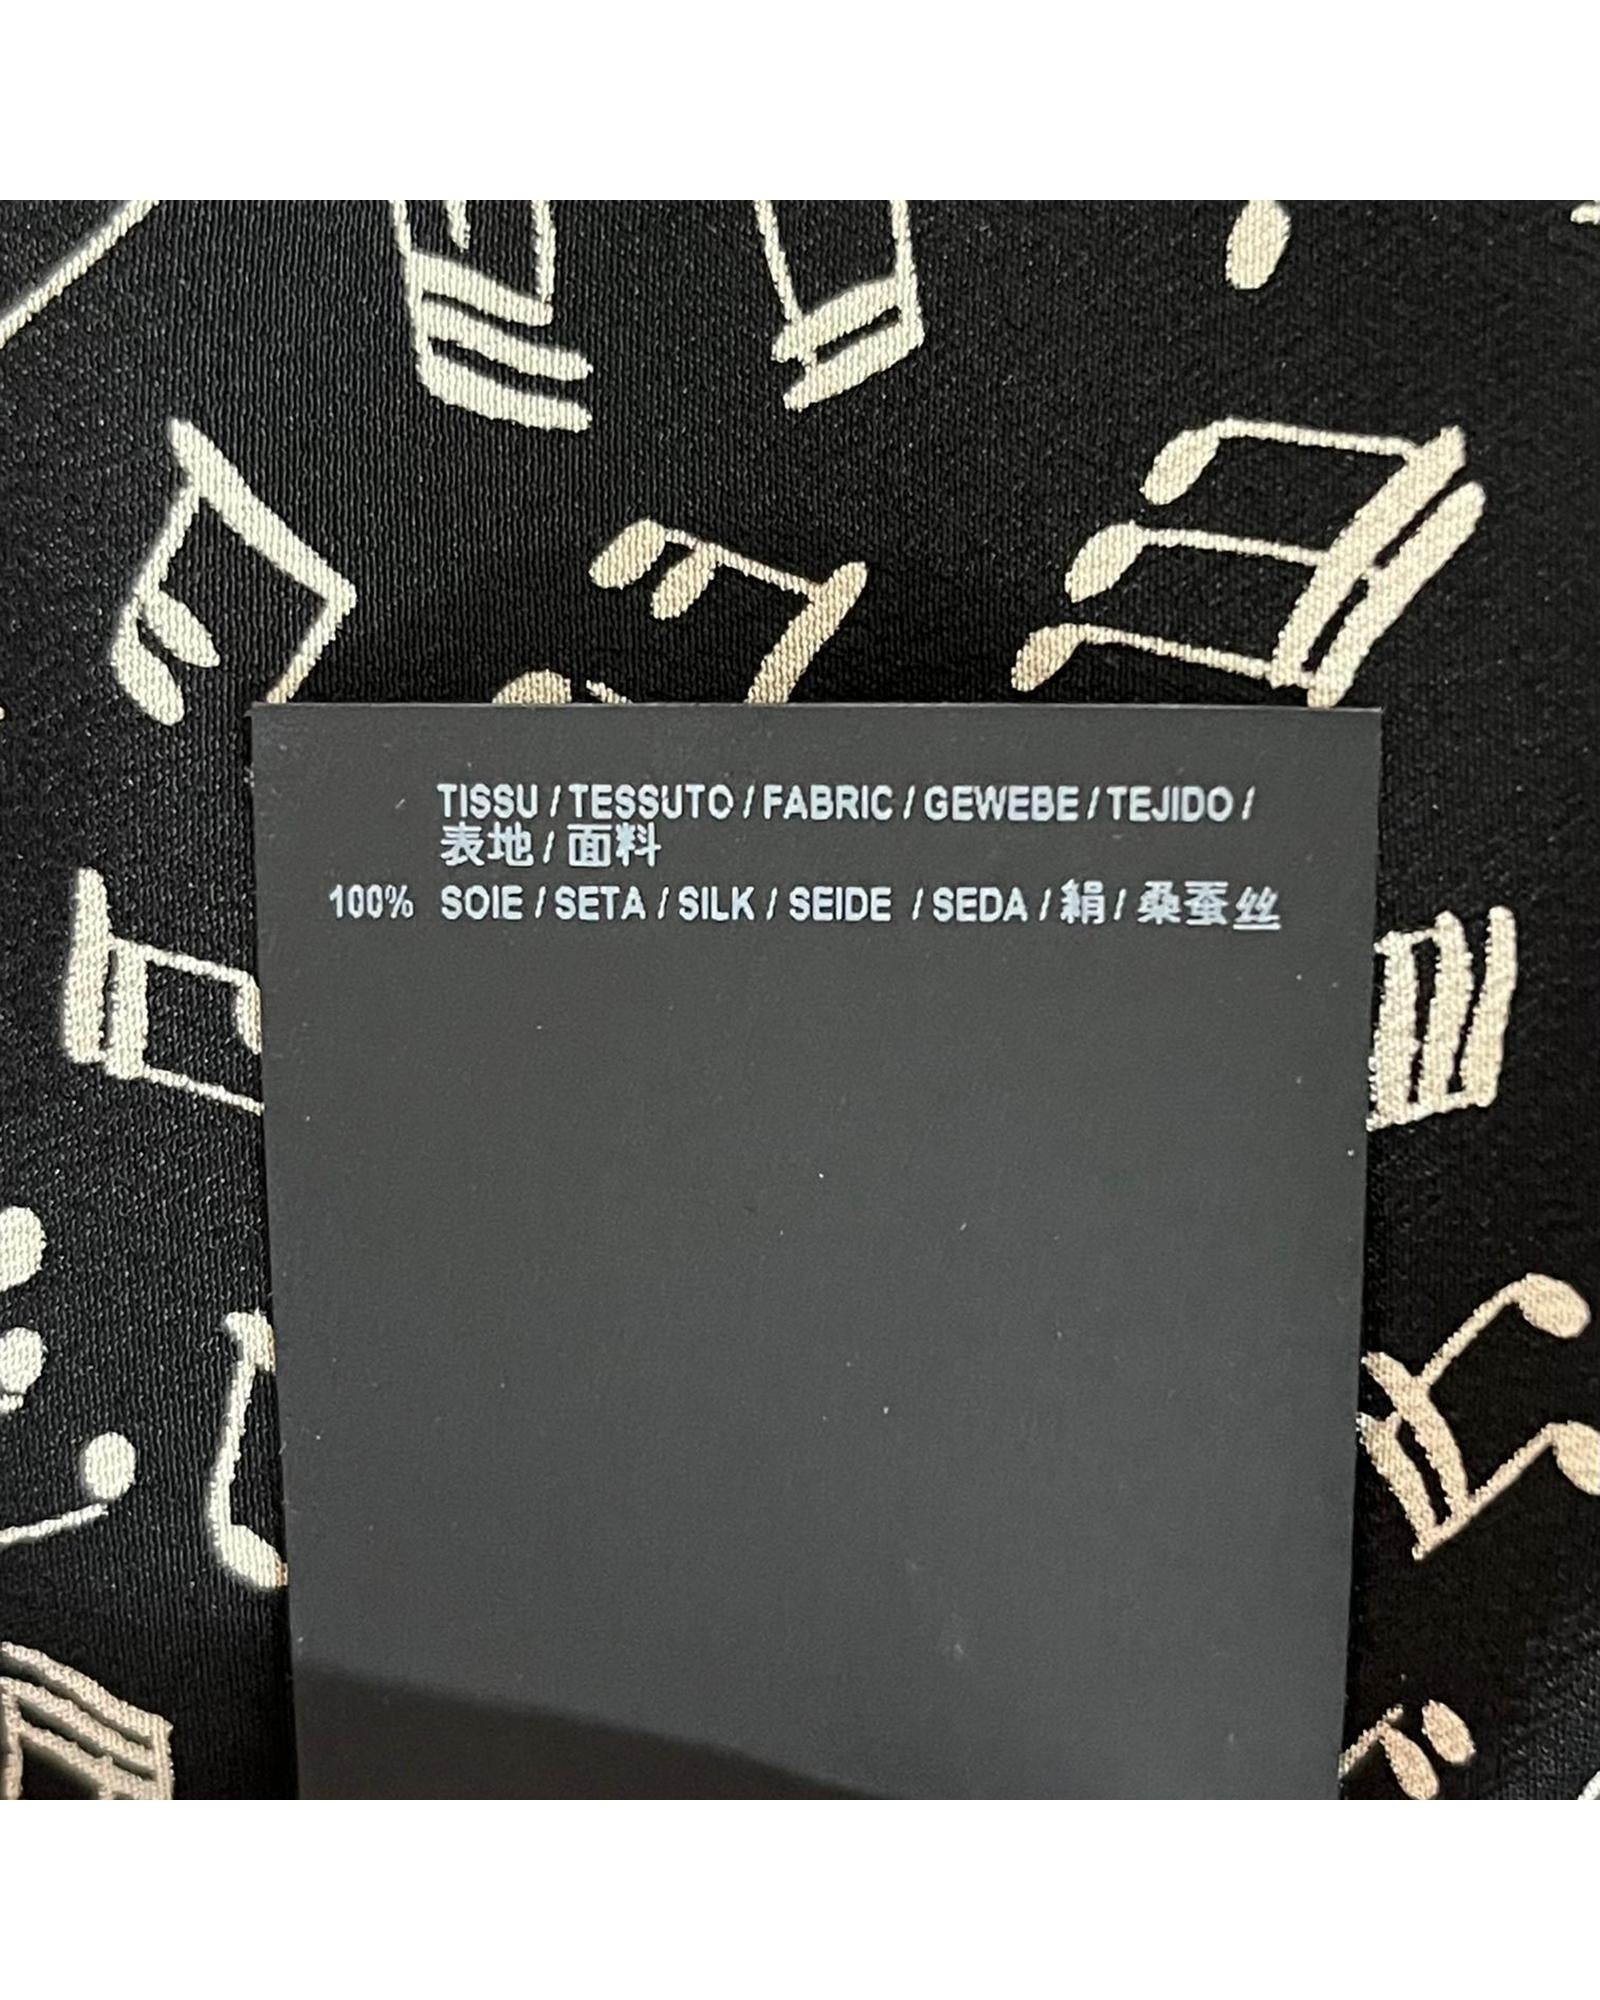 TISSU / TESSUTO / FABRIC / GEWEBE / TEJIDO /
表地 / 面料
100% SOIE / SETA / SILK / SEIDE / SEDA / 絹 / 桑蚕丝